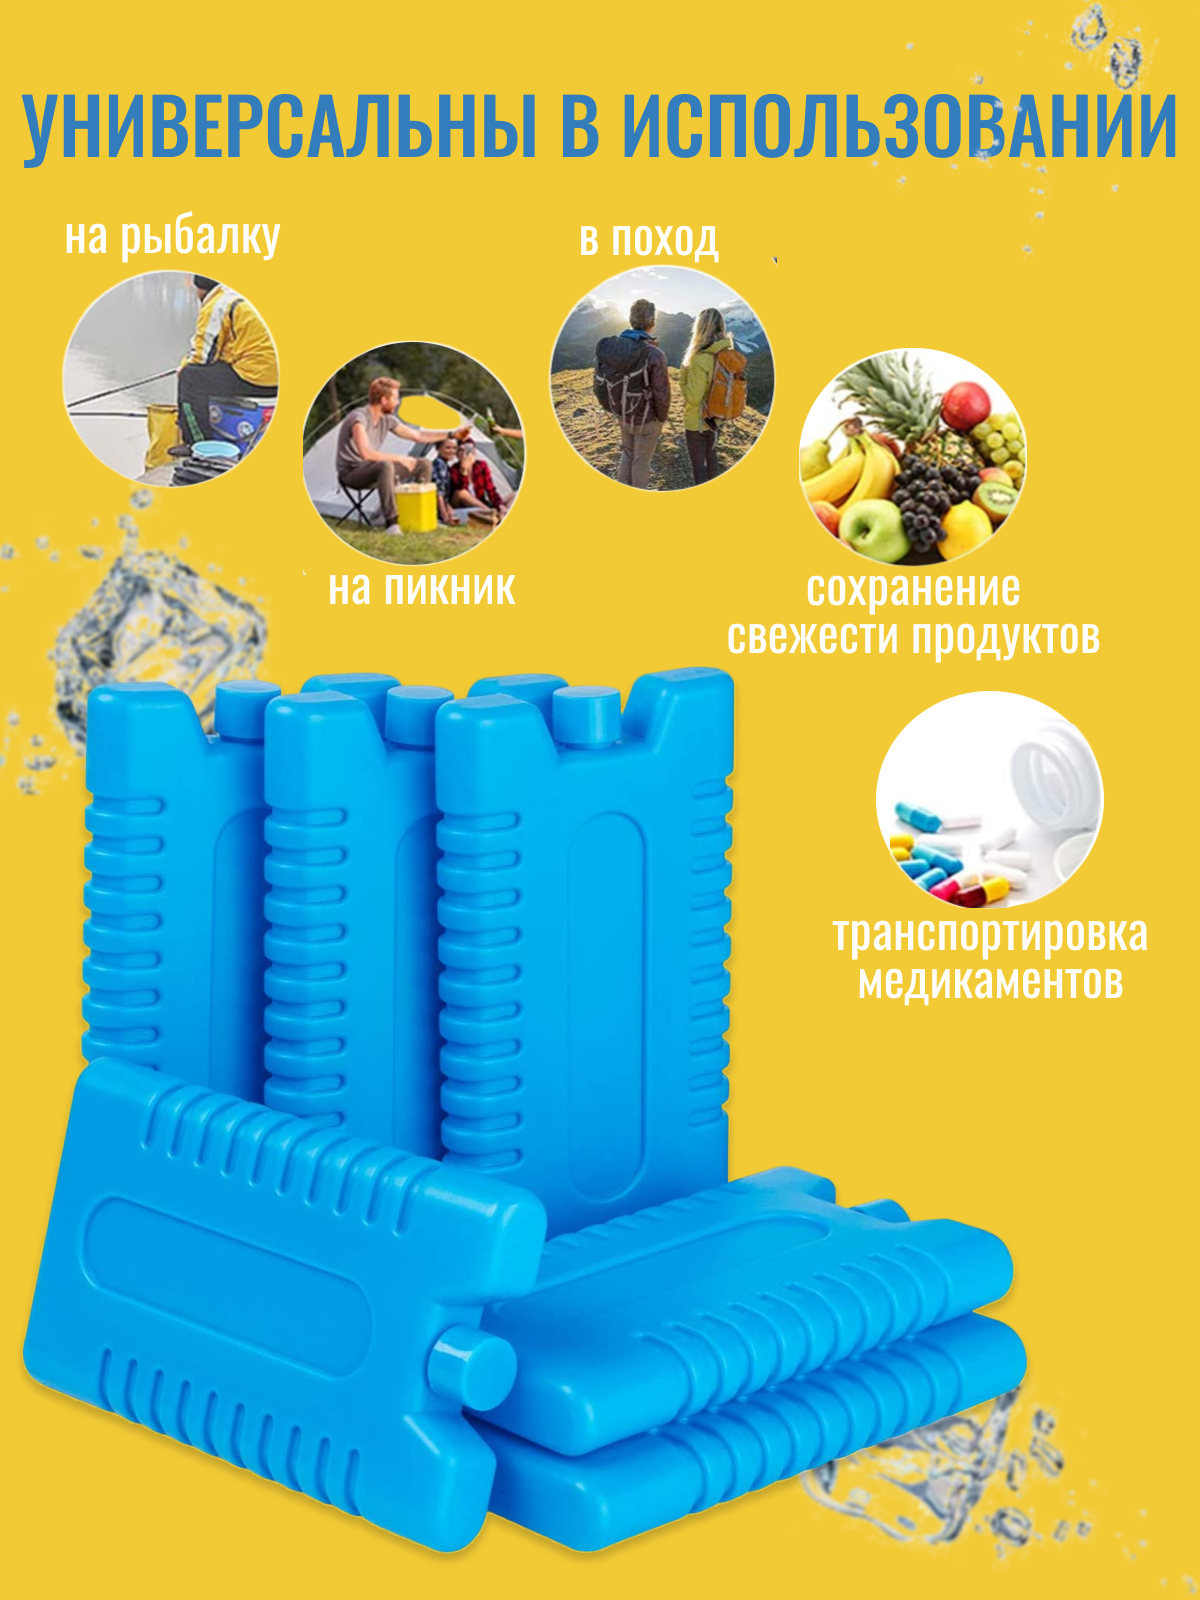 УНИВЕРСАЛЬНЫ В ИСПОЛЬЗОВАНИИ
на рыбалку
в поход
на пикник
сохранение
свежести продуктов
транспортировка
медикаментов